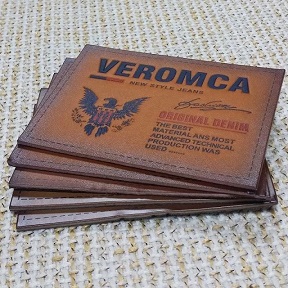 VEROMCA
NEW STYLE JEANS
ORIGINAL DENIM
THE BEST
MATERIAL ANS MOST
ADVANCED TECHNICAL
PRODUCTION WAS
USED